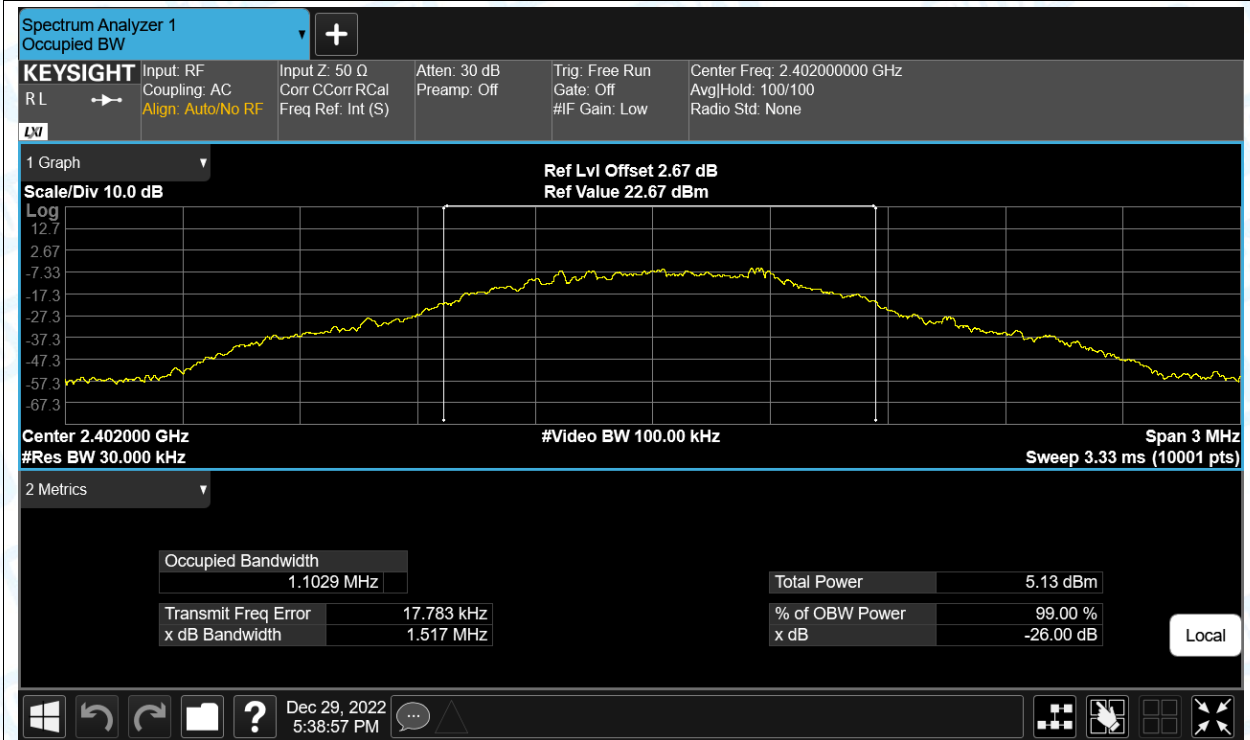 Spectrum Analyzer 1
Occupied BW
KEYSIGHT
R L
LXI
Input: RF
Coupling: AC
Align: Auto/No RF
Input Z: 50 Ω
Corr CCorr RCal
Freq Ref: Int (S)
Atten: 30 dB
Preamp: Off
Trig: Free Run
Gate: Off
#IF Gain: Low
Center Freq: 2.402000000 GHz
Avg|Hold: 100/100
Radio Std: None
1 Graph
Scale/Div 10.0 dB
Ref Lvl Offset 2.67 dB
Ref Value 22.67 dBm
Log
12.7
2.67
-7.33
-17.3
-27.3
-37.3
-47.3
-57.3
-67.3
Center 2.402000 GHz
#Res BW 30.000 kHz
#Video BW 100.00 kHz
Span 3 MHz
Sweep 3.33 ms (10001 pts)
2 Metrics
Occupied Bandwidth
1.1029 MHz
Transmit Freq Error 17.783 kHz
x dB Bandwidth 1.517 MHz
Total Power 5.13 dBm
% of OBW Power 99.00 %
x dB -26.00 dB
Local
?
Dec 29, 2022
5:38:57 PM